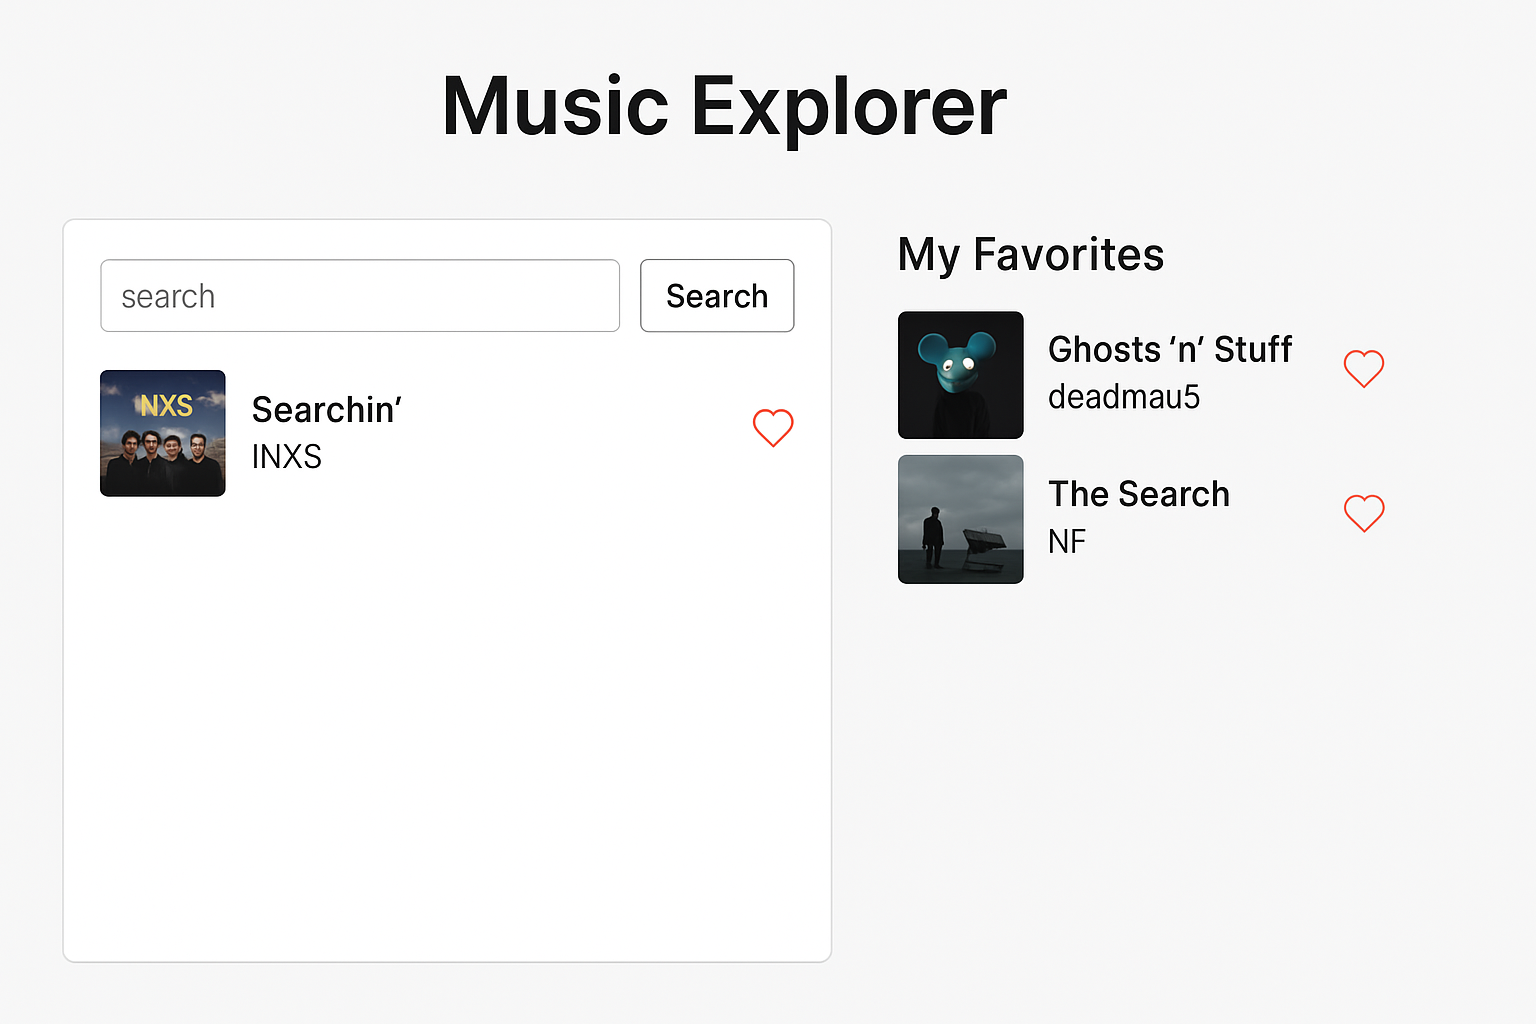 Music Explorer
search
Search
NXS
Searchin’
INXS
My Favorites
Ghosts ‘n’ Stuff
deadmau5
The Search
NF